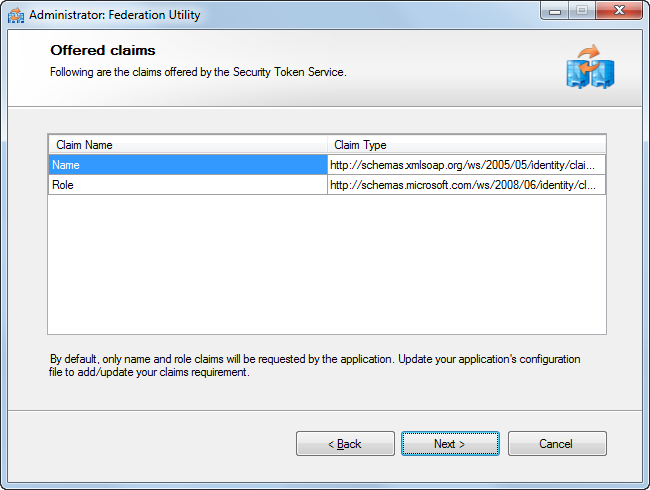 Administrator: Federation Utility
Offered claims
Following are the claims offered by the Security Token Service.
Claim Name Claim Type
Name http://schemas.xmlsoap.org/ws/2005/05/identity/clai...
Role http://schemas.microsoft.com/ws/2008/06/identity/cl...
By default, only name and role claims will be requested by the application. Update your application's configuration
file to add/update your claims requirement.
< Back Next > Cancel